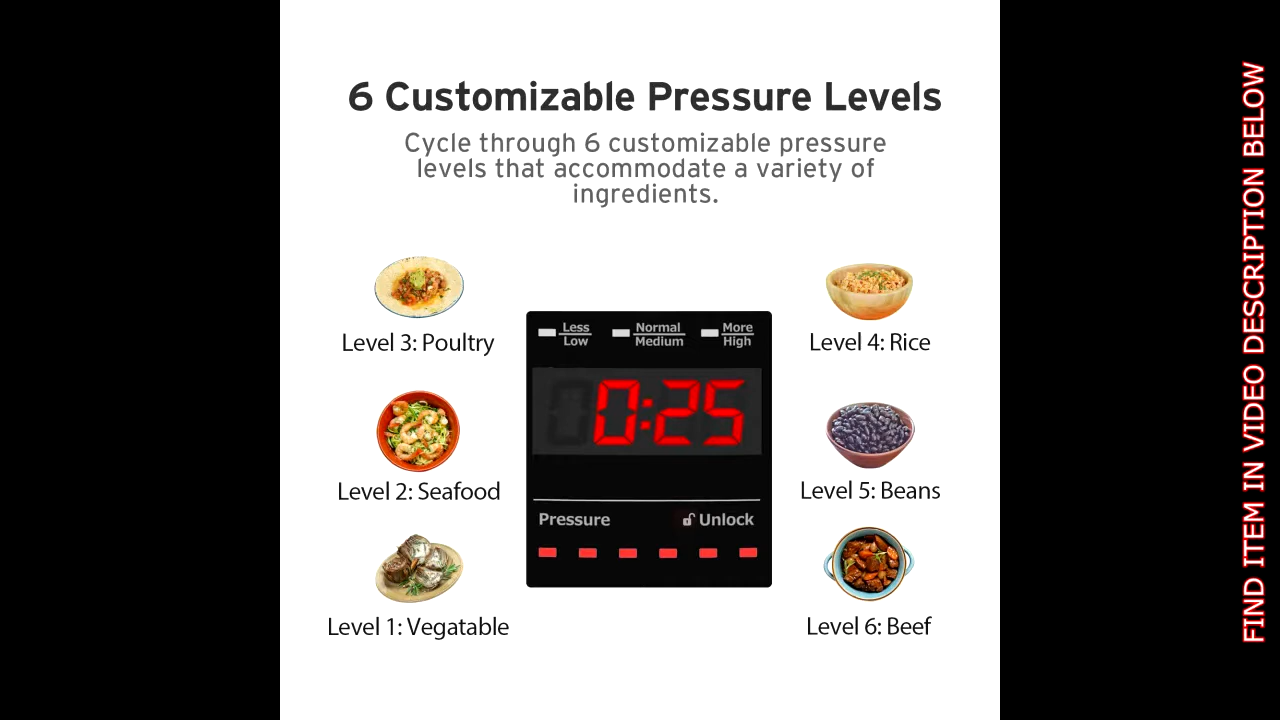 6 Customizable Pressure Levels
Cycle through 6 customizable pressure
levels that accommodate a variety of
ingredients.
Level 3: Poultry
Level 2: Seafood
Level 1: Vegatable
Less
Low
Normal
Medium
More
High
0:25
Pressure
Unlock
Level 4: Rice
Level 5: Beans
Level 6: Beef
FIND ITEM IN VIDEO DESCRIPTION BELOW